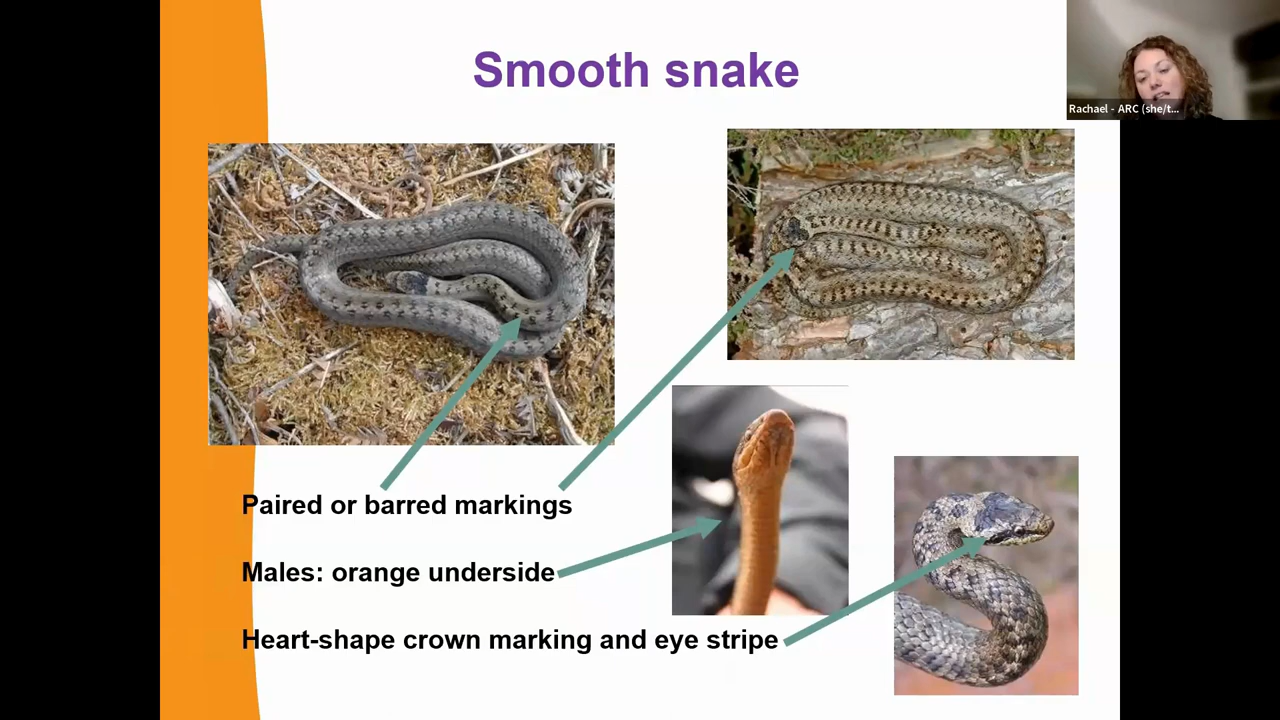 Smooth snake
Rachael - ARC (she/t...
Paired or barred markings
Males: orange underside
Heart-shape crown marking and eye stripe